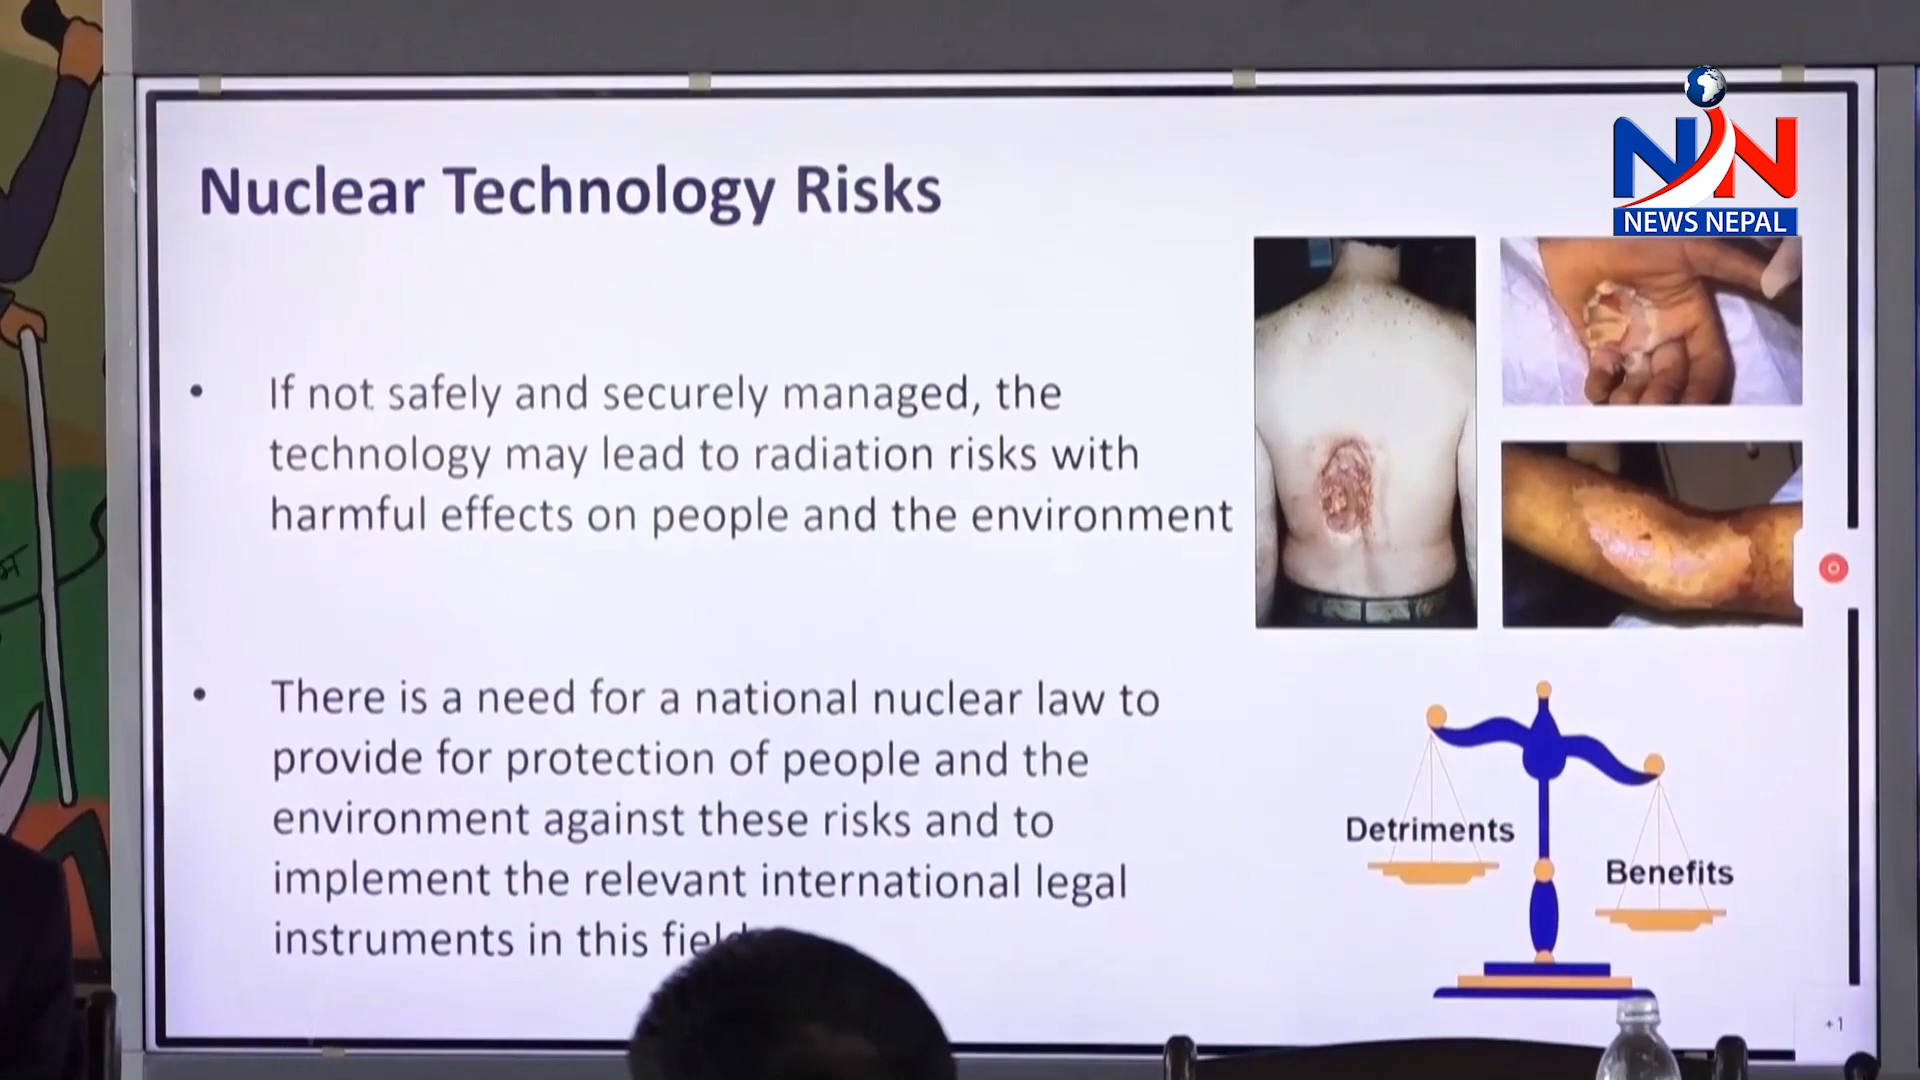 NEWS NEPAL
Nuclear Technology Risks
• If not safely and securely managed, the
technology may lead to radiation risks with
harmful effects on people and the environment
• There is a need for a national nuclear law to
provide for protection of people and the
environment against these risks and to
implement the relevant international legal
instruments in this field
Detriments
Benefits
+1